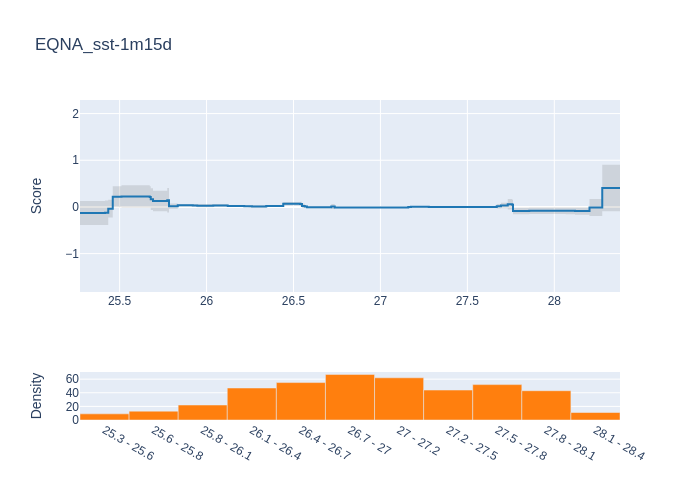 EQNA_sst-1m15d
2
1
0
−1
Score
25.5
26
26.5
27
27.5
28
60
40
20
0
Density
25.3 - 25.6
25.6 - 25.8
25.8 - 26.1
26.1 - 26.4
26.4 - 26.7
26.7 - 27
27 - 27.2
27.2 - 27.5
27.5 - 27.8
27.8 - 28.1
28.1 - 28.4